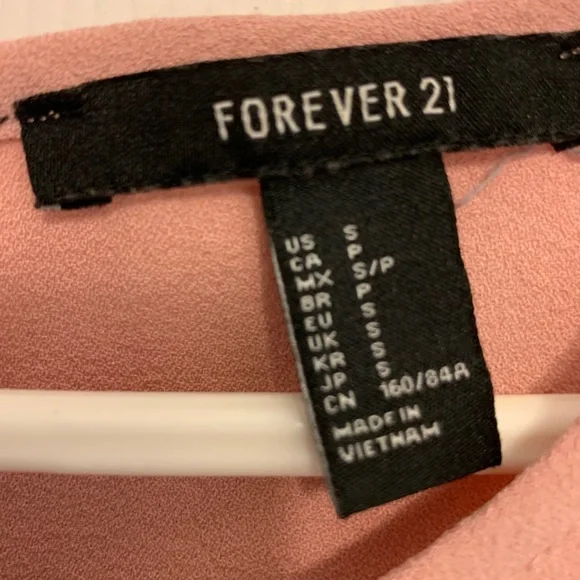 FOREVER 21
US S
CA P
MX S/P
BR P
EU S
UK S
KR S
JP S
CN 160/84A
MADE IN
VIETNAM